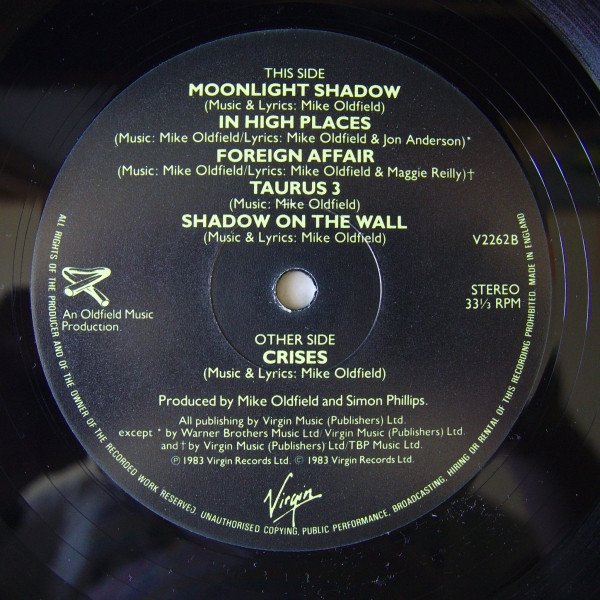 THIS SIDE
MOONLIGHT SHADOW
(Music & Lyrics: Mike Oldfield)
IN HIGH PLACES
(Music: Mike Oldfield/Lyrics: Mike Oldfield & Jon Anderson)*
FOREIGN AFFAIR
(Music: Mike Oldfield/Lyrics: Mike Oldfield & Maggie Reilly)†
TAURUS 3
(Music: Mike Oldfield)
SHADOW ON THE WALL
(Music & Lyrics: Mike Oldfield)
V2262B
STEREO
33⅓ RPM
An Oldfield Music
Production.
OTHER SIDE
CRISES
(Music & Lyrics: Mike Oldfield)
Produced by Mike Oldfield and Simon Phillips.
All publishing by Virgin Music (Publishers) Ltd.
except * by Warner Brothers Music Ltd/Virgin Music (Publishers) Ltd.
and † by Virgin Music (Publishers) Ltd/TBP Music Ltd.
℗ 1983 Virgin Records Ltd. © 1983 Virgin Records Ltd.
Virgin
ALL RIGHTS OF THE PRODUCER AND OF THE OWNER OF THE RECORDED WORK RESERVED. UNAUTHORISED COPYING, PUBLIC PERFORMANCE, BROADCASTING, HIRING OR RENTAL OF THIS RECORDING PROHIBITED. MADE IN ENGLAND